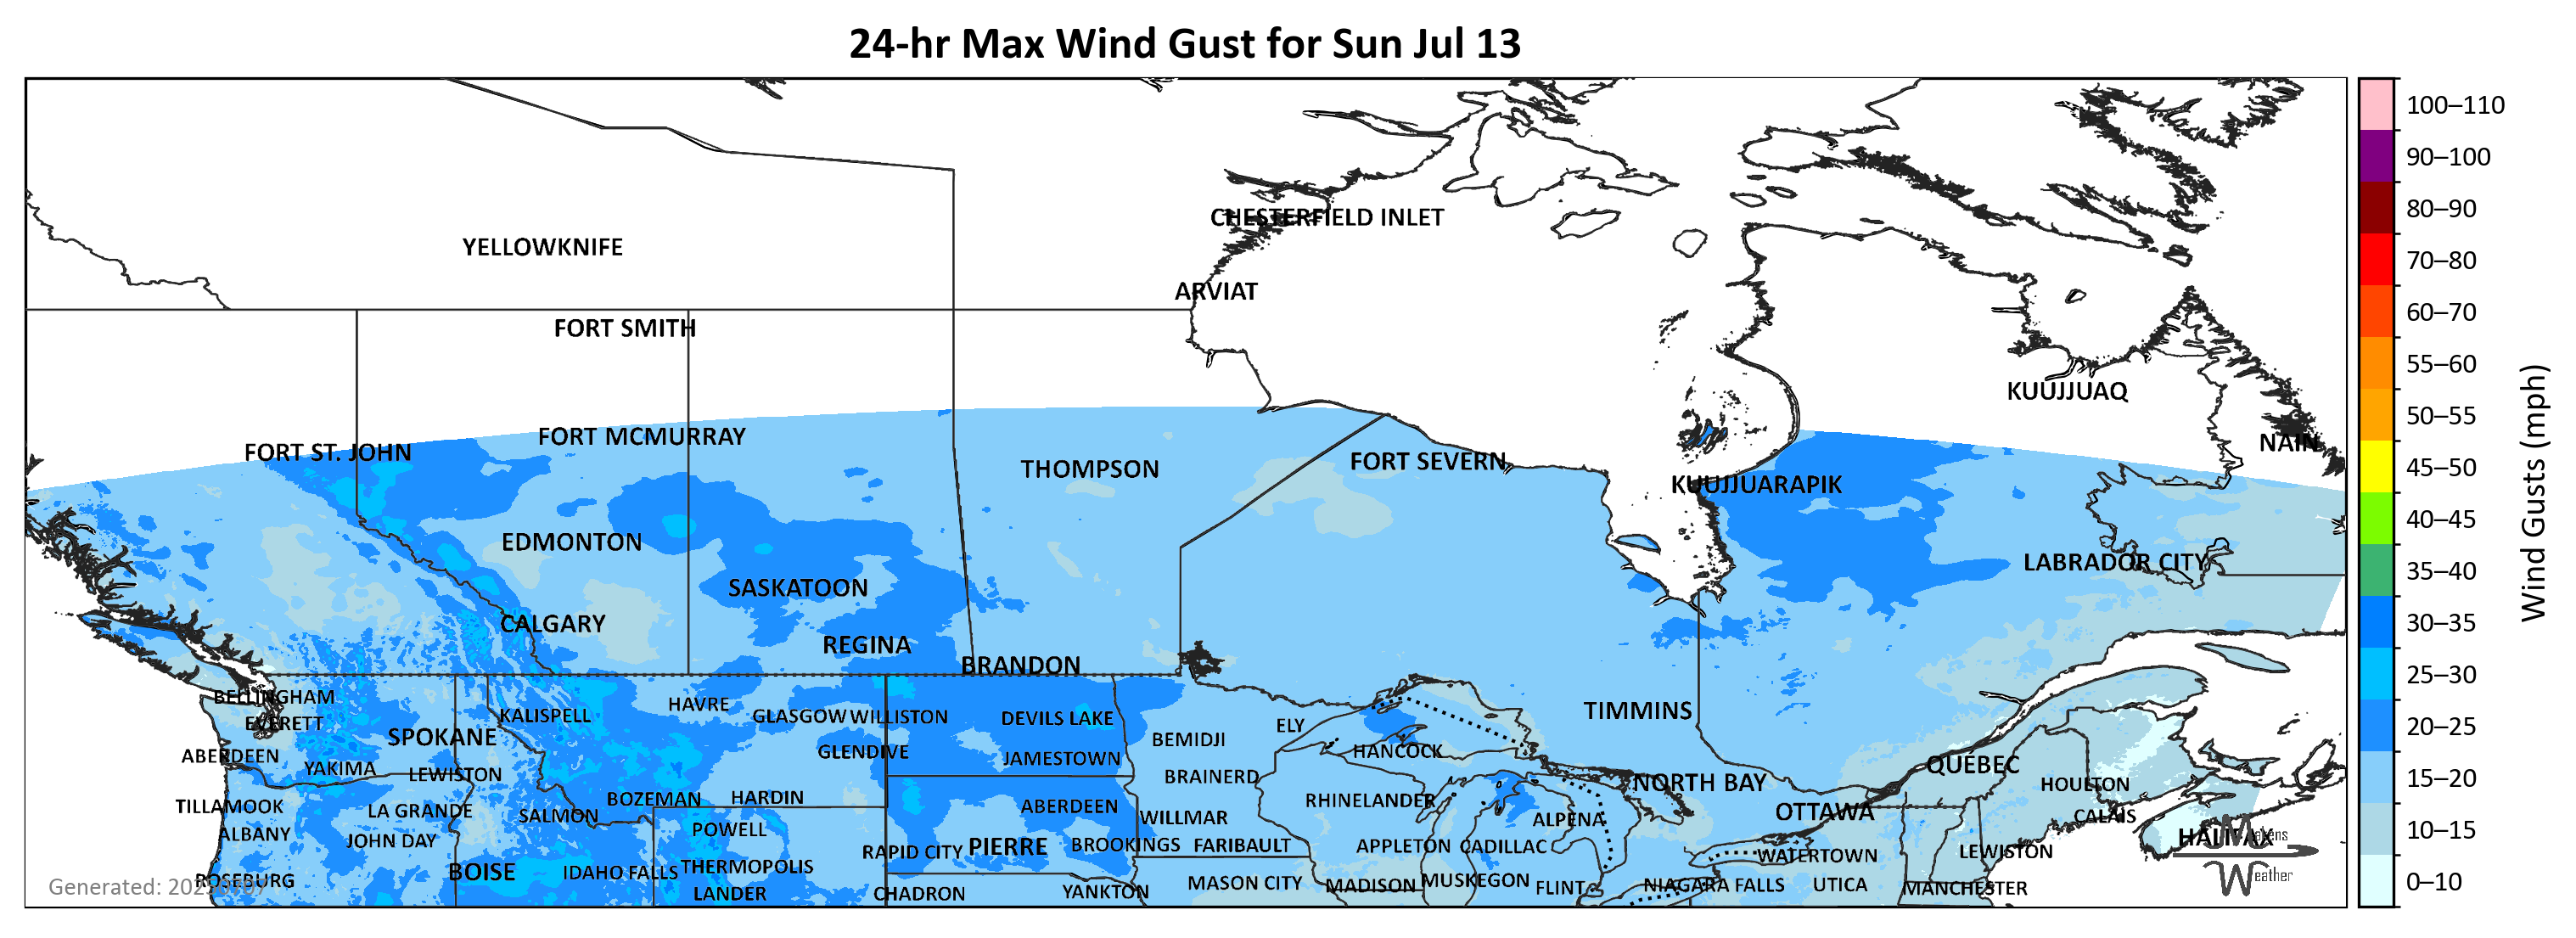 24-hr Max Wind Gust for Sun Jul 13
100–110
90–100
80–90
70–80
60–70
55–60
50–55
45–50
40–45
35–40
30–35
25–30
20–25
15–20
10–15
0–10
Wind Gusts (mph)
CHESTERFIELD INLET
YELLOWKNIFE
ARVIAT
FORT SMITH
KUUJJUAQ
FORT MCMURRAY
NAIN
FORT ST. JOHN
FORT SEVERN
THOMPSON
KUUJJUARAPIK
EDMONTON
LABRADOR CITY
SASKATOON
CALGARY
REGINA
BRANDON
BELLINGHAM
HAVRE
TIMMINS
KALISPELL
GLASGOW
WILLISTON
DEVILS LAKE
EVERETT
ELY
SPOKANE
BEMIDJI
HANCOCK
GLENDIVE
ABERDEEN
JAMESTOWN
QUÉBEC
YAKIMA
LEWISTON
BRAINERD
NORTH BAY
HOULTON
BOZEMAN
HARDIN
RHINELANDER
TILLAMOOK
LA GRANDE
ABERDEEN
OTTAWA
SALMON
WILLMAR
CALAIS
ALPENA
POWELL
ALBANY
HALIFAX
JOHN DAY
Makens
Weather
PIERRE
BROOKINGS
FARIBAULT
APPLETON
CADILLAC
RAPID CITY
LEWISTON
WATERTOWN
THERMOPOLIS
BOISE
IDAHO FALLS
ROSEBURG
MUSKEGON
MASON CITY
MADISON
NIAGARA FALLS
UTICA
FLINT
MANCHESTER
YANKTON
CHADRON
LANDER
Generated: